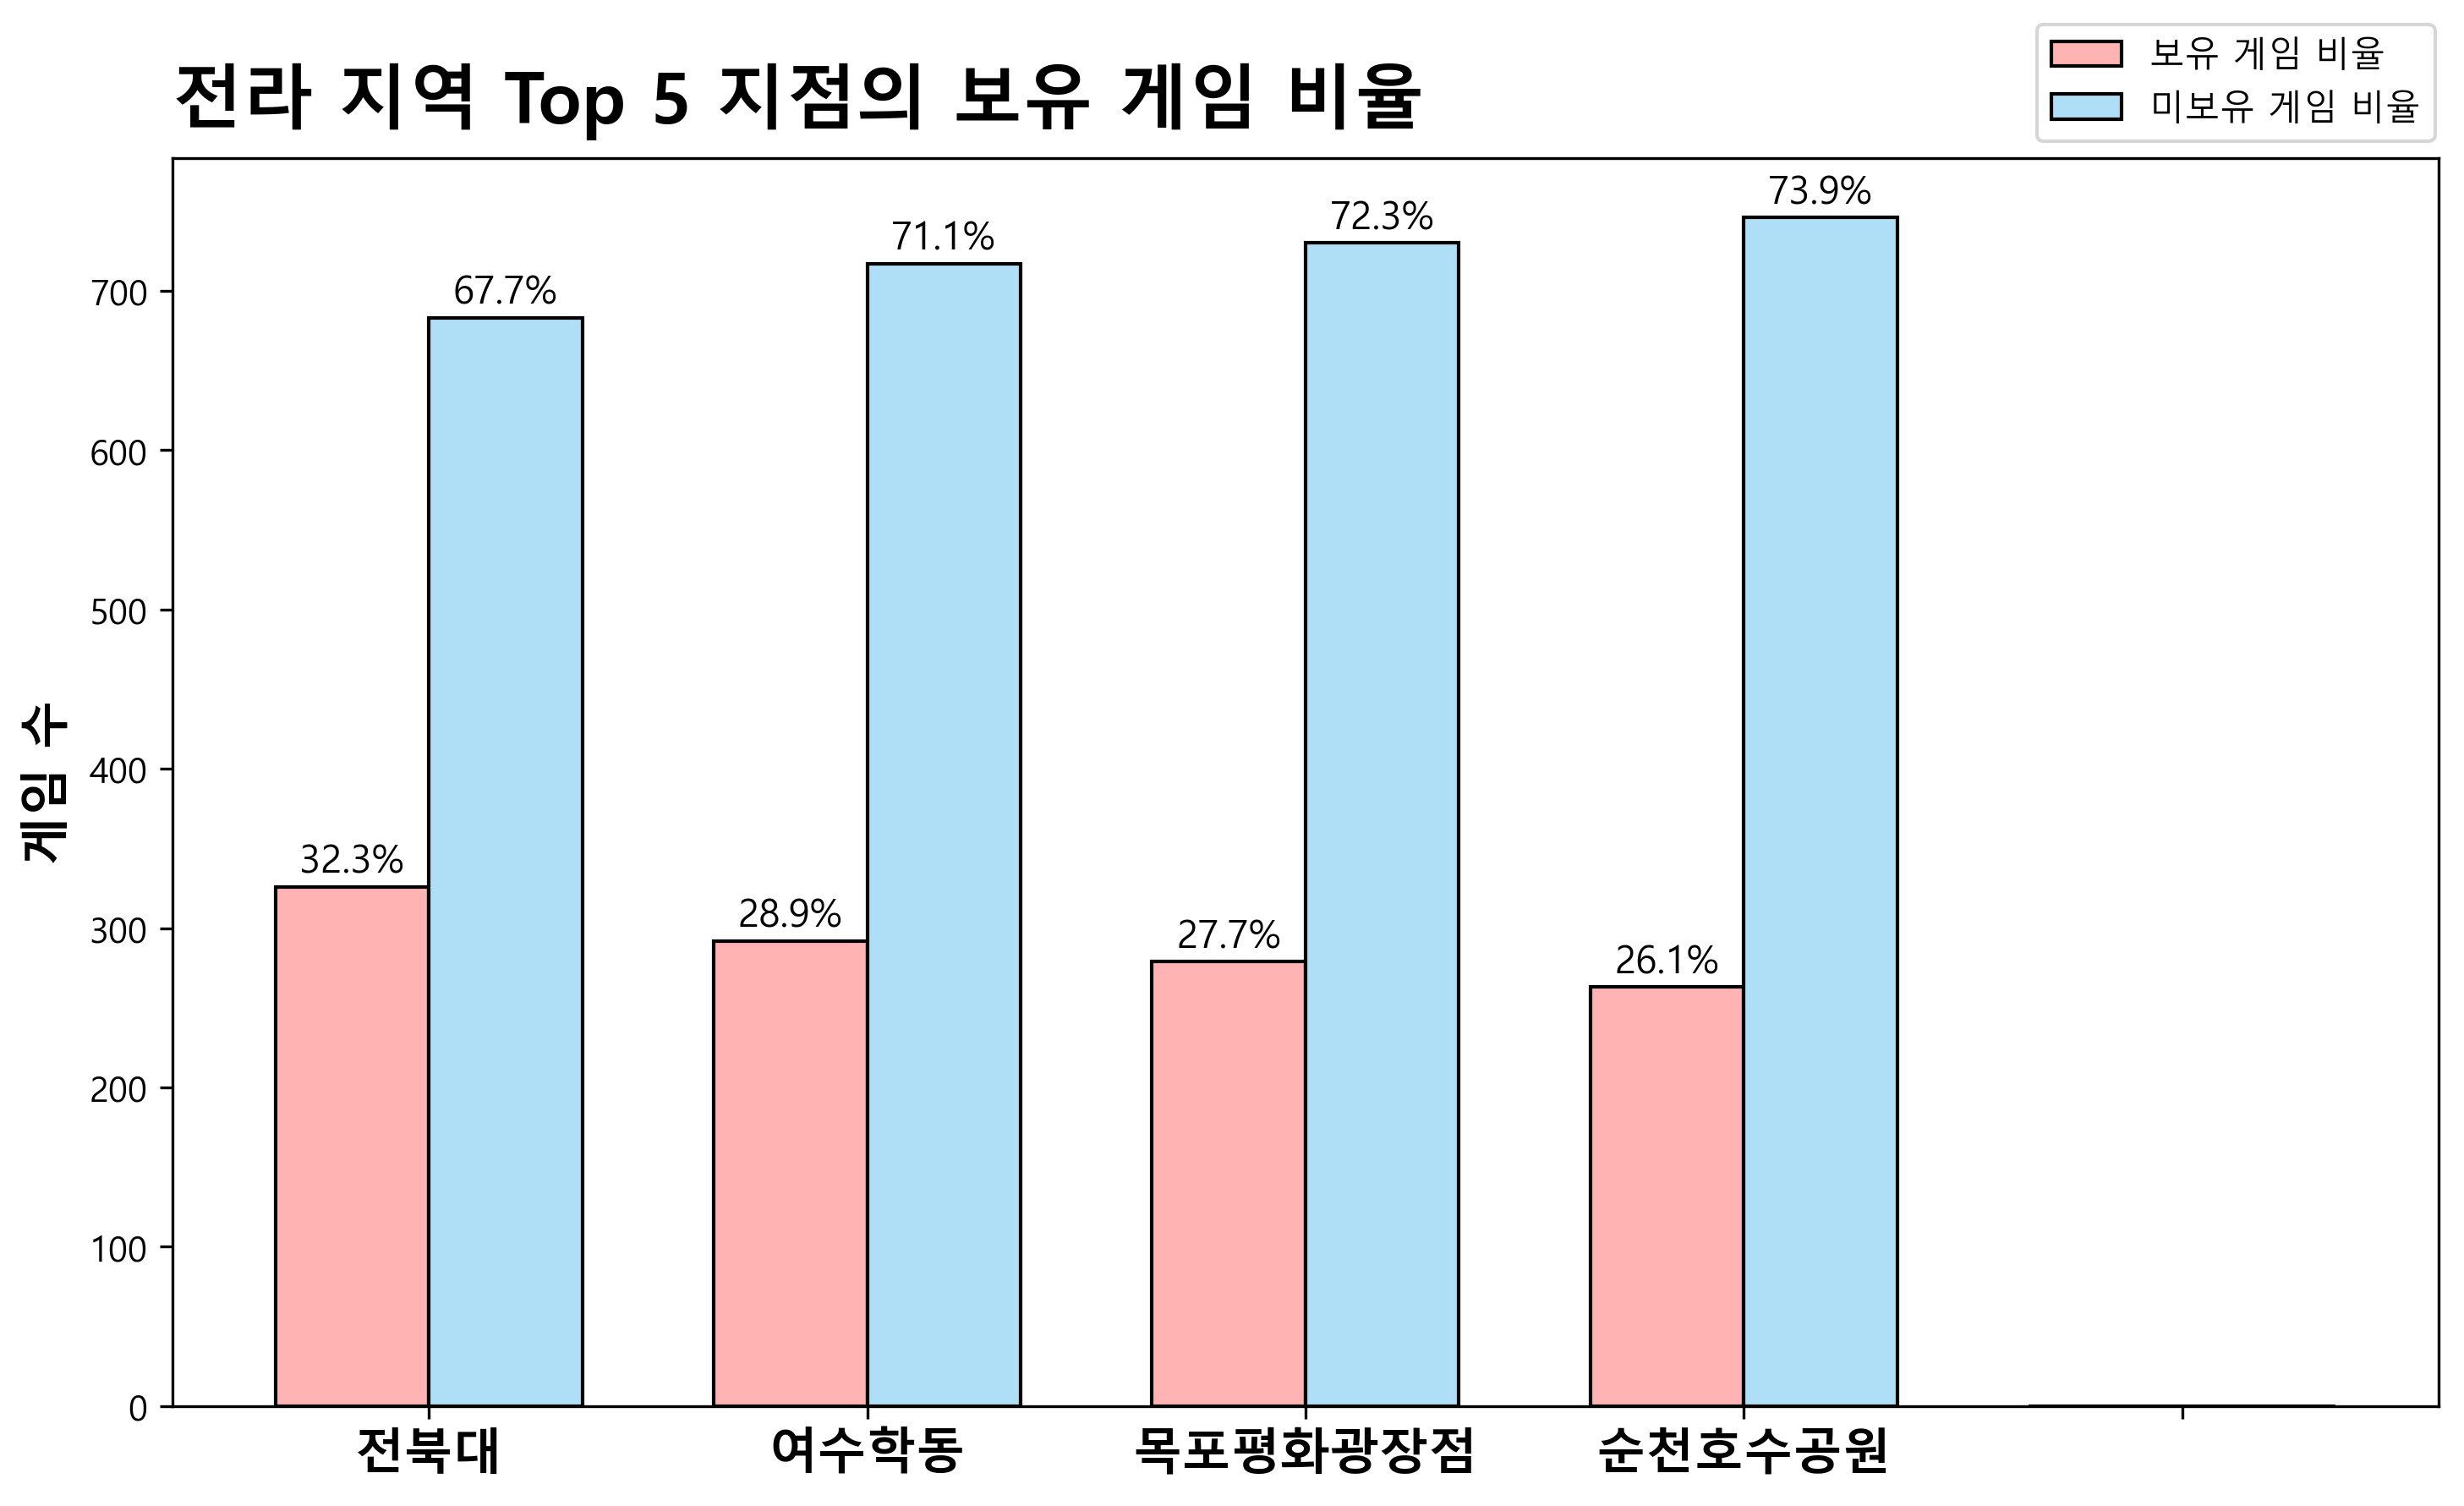 전라 지역 Top 5 지점의 보유 게임 비율
보유 게임 비율
미보유 게임 비율
게임 수
700
600
500
400
300
200
100
0
32.3%
67.7%
28.9%
71.1%
27.7%
72.3%
26.1%
73.9%
전북대
여수학동
목포평화광장점
순천호수공원